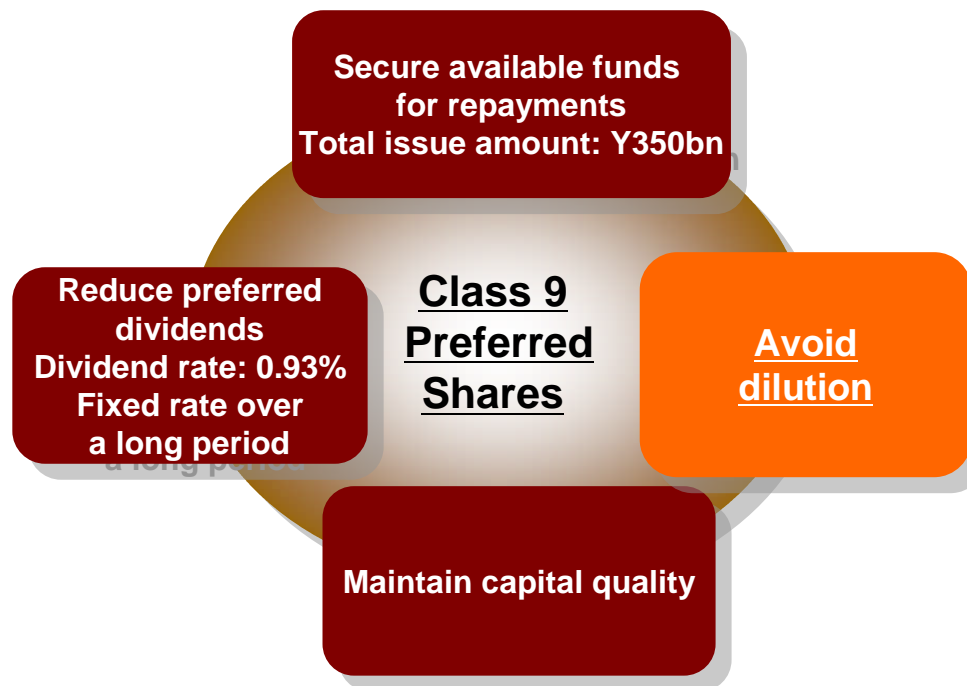 Secure available funds
for repayments
Total issue amount: Y350bn
Reduce preferred
dividends
Dividend rate: 0.93%
Fixed rate over
a long period
Class 9
Preferred
Shares
Avoid
dilution
Maintain capital quality